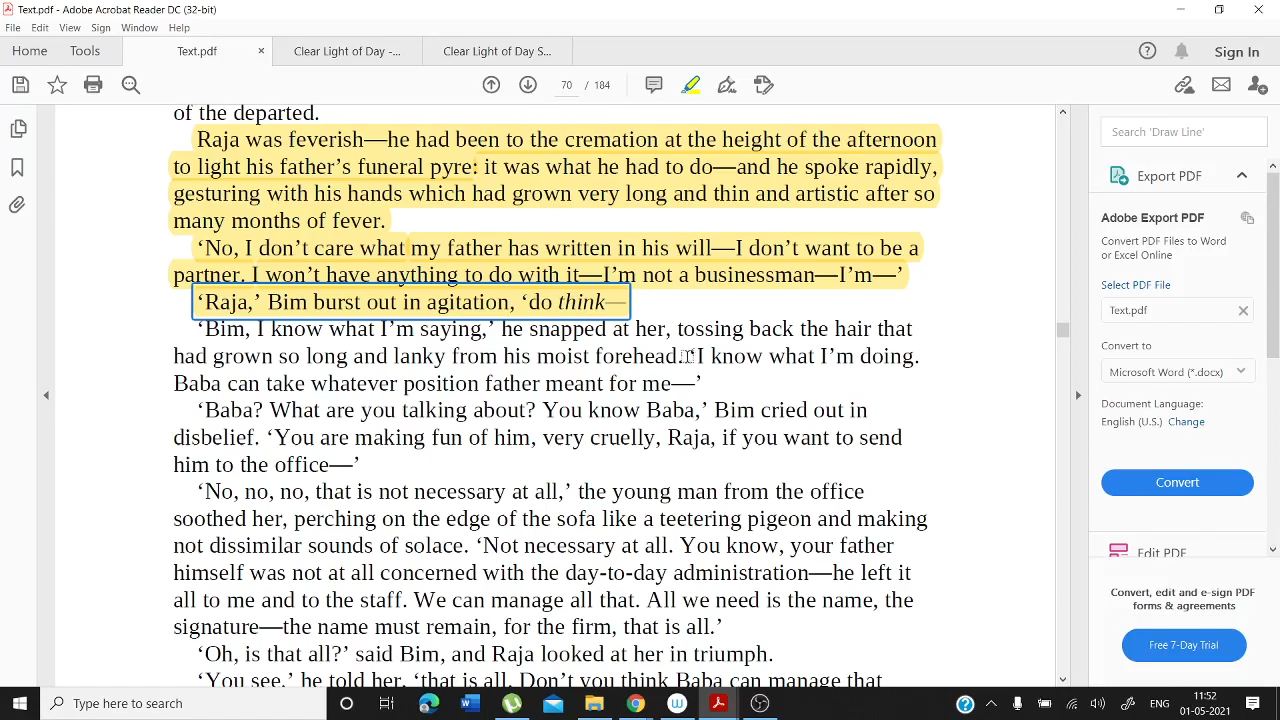 Text.pdf - Adobe Acrobat Reader DC (32-bit)
File Edit View Sign Window Help
Home Tools Text.pdf × Clear Light of Day -... Clear Light of Day S... Sign In
70 / 184
of the departed.
Raja was feverish—he had been to the cremation at the height of the afternoon
to light his father’s funeral pyre: it was what he had to do—and he spoke rapidly,
gesturing with his hands which had grown very long and thin and artistic after so
many months of fever.
‘No, I don’t care what my father has written in his will—I don’t want to be a
partner. I won’t have anything to do with it—I’m not a businessman—I’m—’
‘Raja,’ Bim burst out in agitation, ‘do think—
‘Bim, I know what I’m saying,’ he snapped at her, tossing back the hair that
had grown so long and lanky from his moist forehead. ‘I know what I’m doing.
Baba can take whatever position father meant for me—’
‘Baba? What are you talking about? You know Baba,’ Bim cried out in
disbelief. ‘You are making fun of him, very cruelly, Raja, if you want to send
him to the office—’
‘No, no, no, that is not necessary at all,’ the young man from the office
soothed her, perching on the edge of the sofa like a teetering pigeon and making
not dissimilar sounds of solace. ‘Not necessary at all. You know, your father
himself was not at all concerned with the day-to-day administration—he left it
all to me and to the staff. We can manage all that. All we need is the name, the
signature—the name must remain, for the firm, that is all.’
‘Oh, is that all?’ said Bim, and Raja looked at her in triumph.
‘You see,’ he told her, ‘that is all. Don’t you think Baba can manage that
Search 'Draw Line'
Export PDF
Adobe Export PDF
Convert PDF Files to Word
or Excel Online
Select PDF File
Text.pdf
Convert to
Microsoft Word (*.docx)
Document Language:
English (U.S.) Change
Convert
Edit PDF
Convert, edit and e-sign PDF
forms & agreements
Free 7-Day Trial
Type here to search
ENG
11:52
01-05-2021